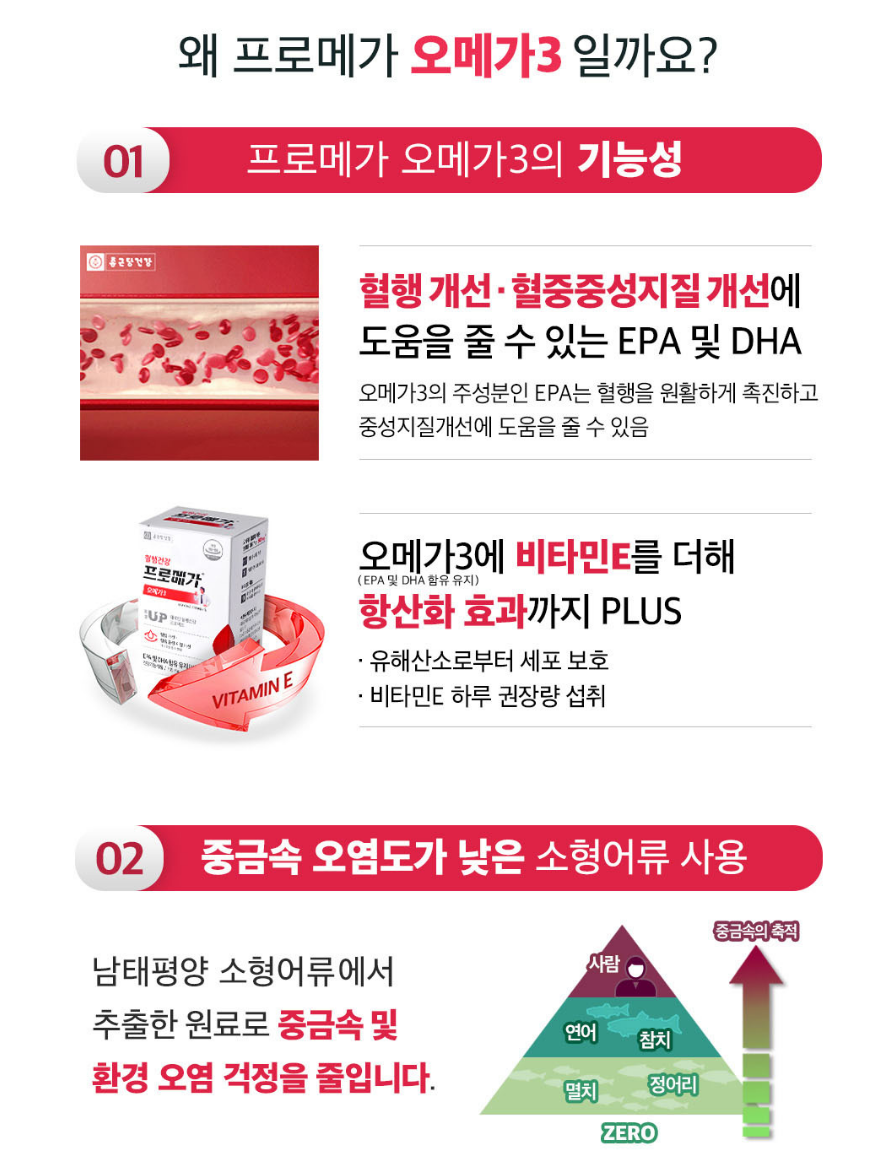 왜 프로메가 오메가3 일까요?
01
프로메가 오메가3의 기능성
종근당건강
혈행 개선·혈중중성지질 개선에
도움을 줄 수 있는 EPA 및 DHA
오메가3의 주성분인 EPA는 혈행을 원활하게 촉진하고
중성지질개선에 도움을 줄 수 있음
종근당건강
혈행건강
프로메가
오메가3
UP
VITAMIN E
오메가3에 비타민E를 더해
(EPA 및 DHA 함유 유지)
항산화 효과까지 PLUS
· 유해산소로부터 세포 보호
· 비타민E 하루 권장량 섭취
02
중금속 오염도가 낮은 소형어류 사용
남태평양 소형어류에서
추출한 원료로 중금속 및
환경 오염 걱정을 줄입니다.
중금속의 축적
사람
연어
참치
멸치
정어리
ZERO